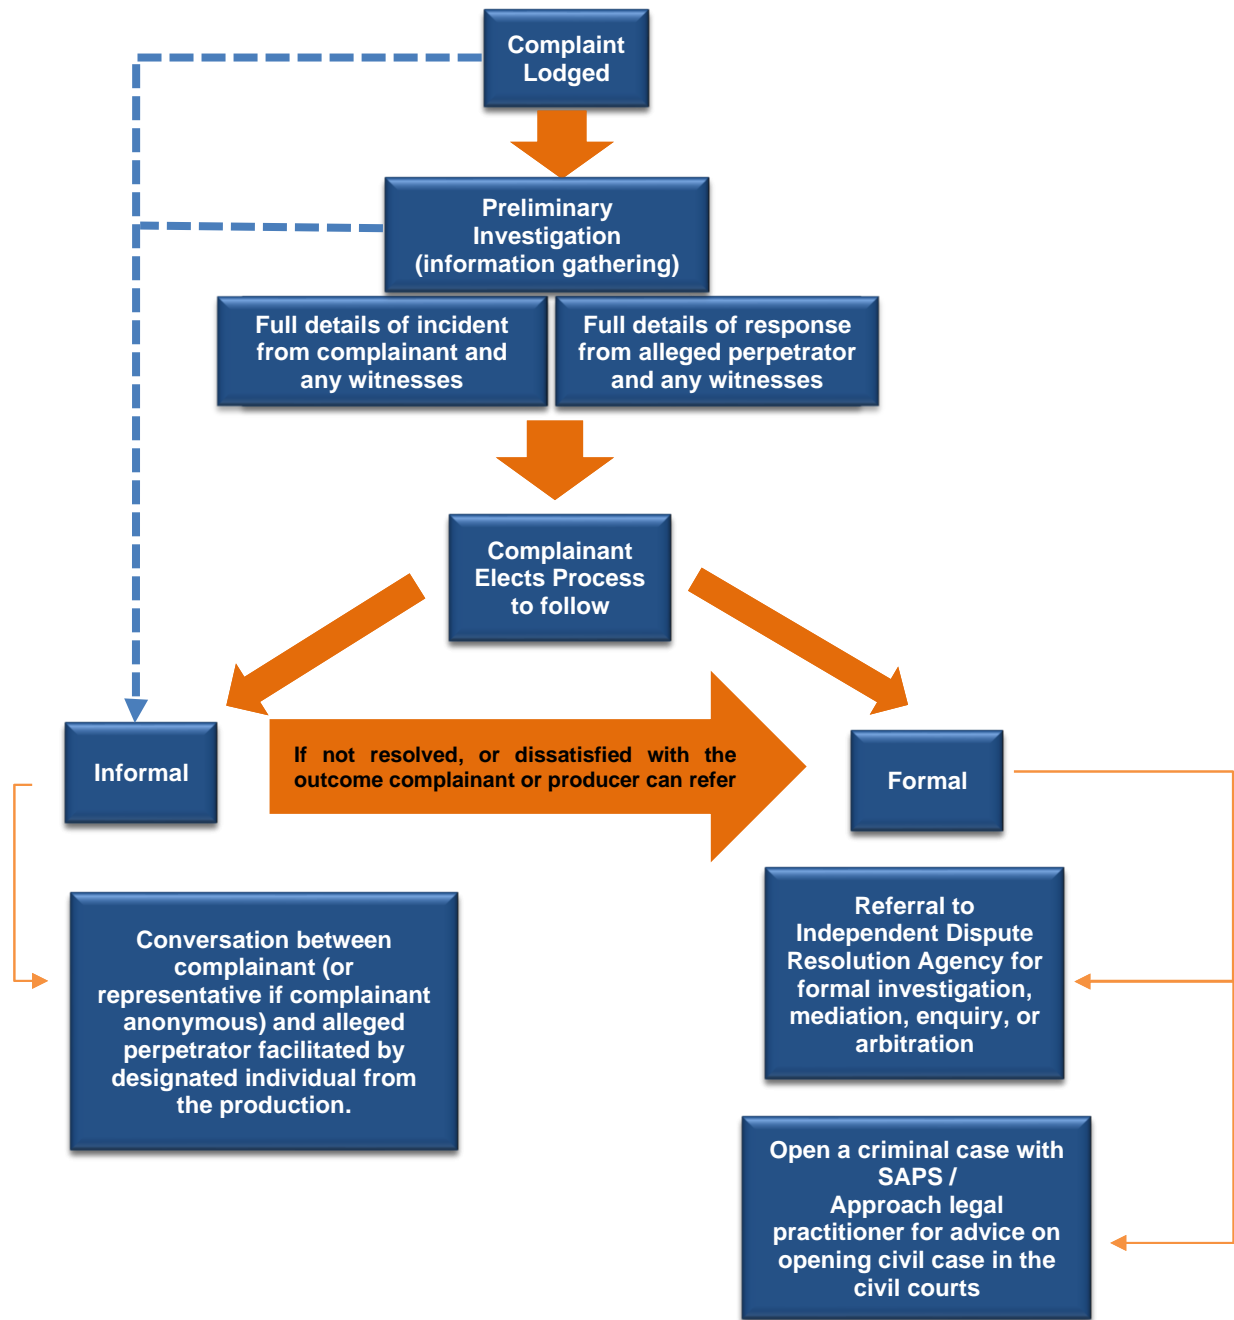 Complaint
Lodged
Preliminary
Investigation
(information gathering)
Full details of incident
from complainant and
any witnesses
Full details of response
from alleged perpetrator
and any witnesses
Complainant
Elects Process
to follow
Informal
If not resolved, or dissatisfied with the
outcome complainant or producer can refer
Formal
Conversation between
complainant (or
representative if complainant
anonymous) and alleged
perpetrator facilitated by
designated individual from
the production.
Referral to
Independent Dispute
Resolution Agency for
formal investigation,
mediation, enquiry, or
arbitration
Open a criminal case with
SAPS /
Approach legal
practitioner for advice on
opening civil case in the
civil courts